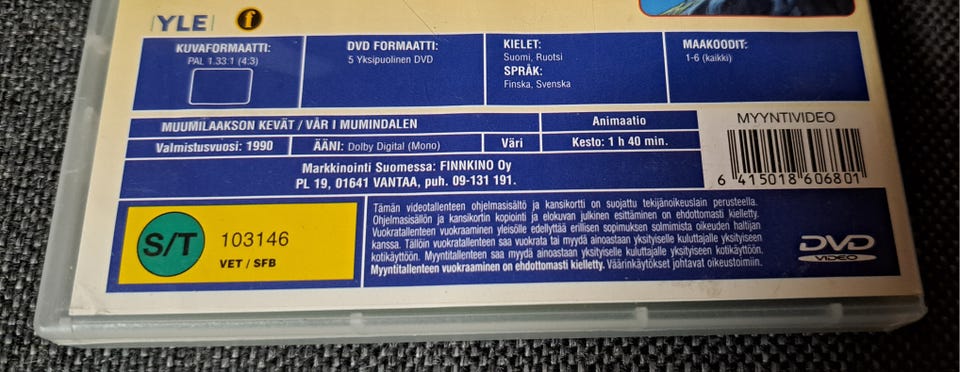 YLE f
KUVAFORMAATTI:
PAL 1.33:1 (4:3)
DVD FORMAATTI:
5 Yksipuolinen DVD
KIELET:
Suomi, Ruotsi
SPRÅK:
Finska, Svenska
MAAKOODIT:
1-6 (kaikki)
MUUMILAAKSON KEVÄT / VÅR I MUMINDALEN
Animaatio
Valmistusvuosi: 1990
ÄÄNI: Dolby Digital (Mono)
Väri
Kesto: 1 h 40 min.
Markkinointi Suomessa: FINNKINO Oy
PL 19, 01641 VANTAA, puh. 09-131 191.
MYYNTIVIDEO
6 415018 606801
S/T
103146
VET / SFB
Tämän videotallenteen ohjelmasisältö ja kansikortti on suojattu tekijänoikeuslain perusteella.
Ohjelmasisällön ja kansikortin kopiointi ja elokuvan julkinen esittäminen on ehdottomasti kielletty.
Vuokratallenteen vuokraaminen yleisölle edellyttää erillisen sopimuksen solmimista oikeuden haltijan
kanssa. Tällöin vuokratallenteen saa vuokrata tai myydä ainoastaan yksityiselle kuluttajalle yksityiseen
kotikäyttöön. Myyntitallenteen saa myydä ainoastaan yksityiselle kuluttajalle yksityiseen kotikäyttöön.
Myyntitallenteen vuokraaminen on ehdottomasti kielletty. Väärinkäytökset johtavat oikeustoimiin.
DVD
VIDEO